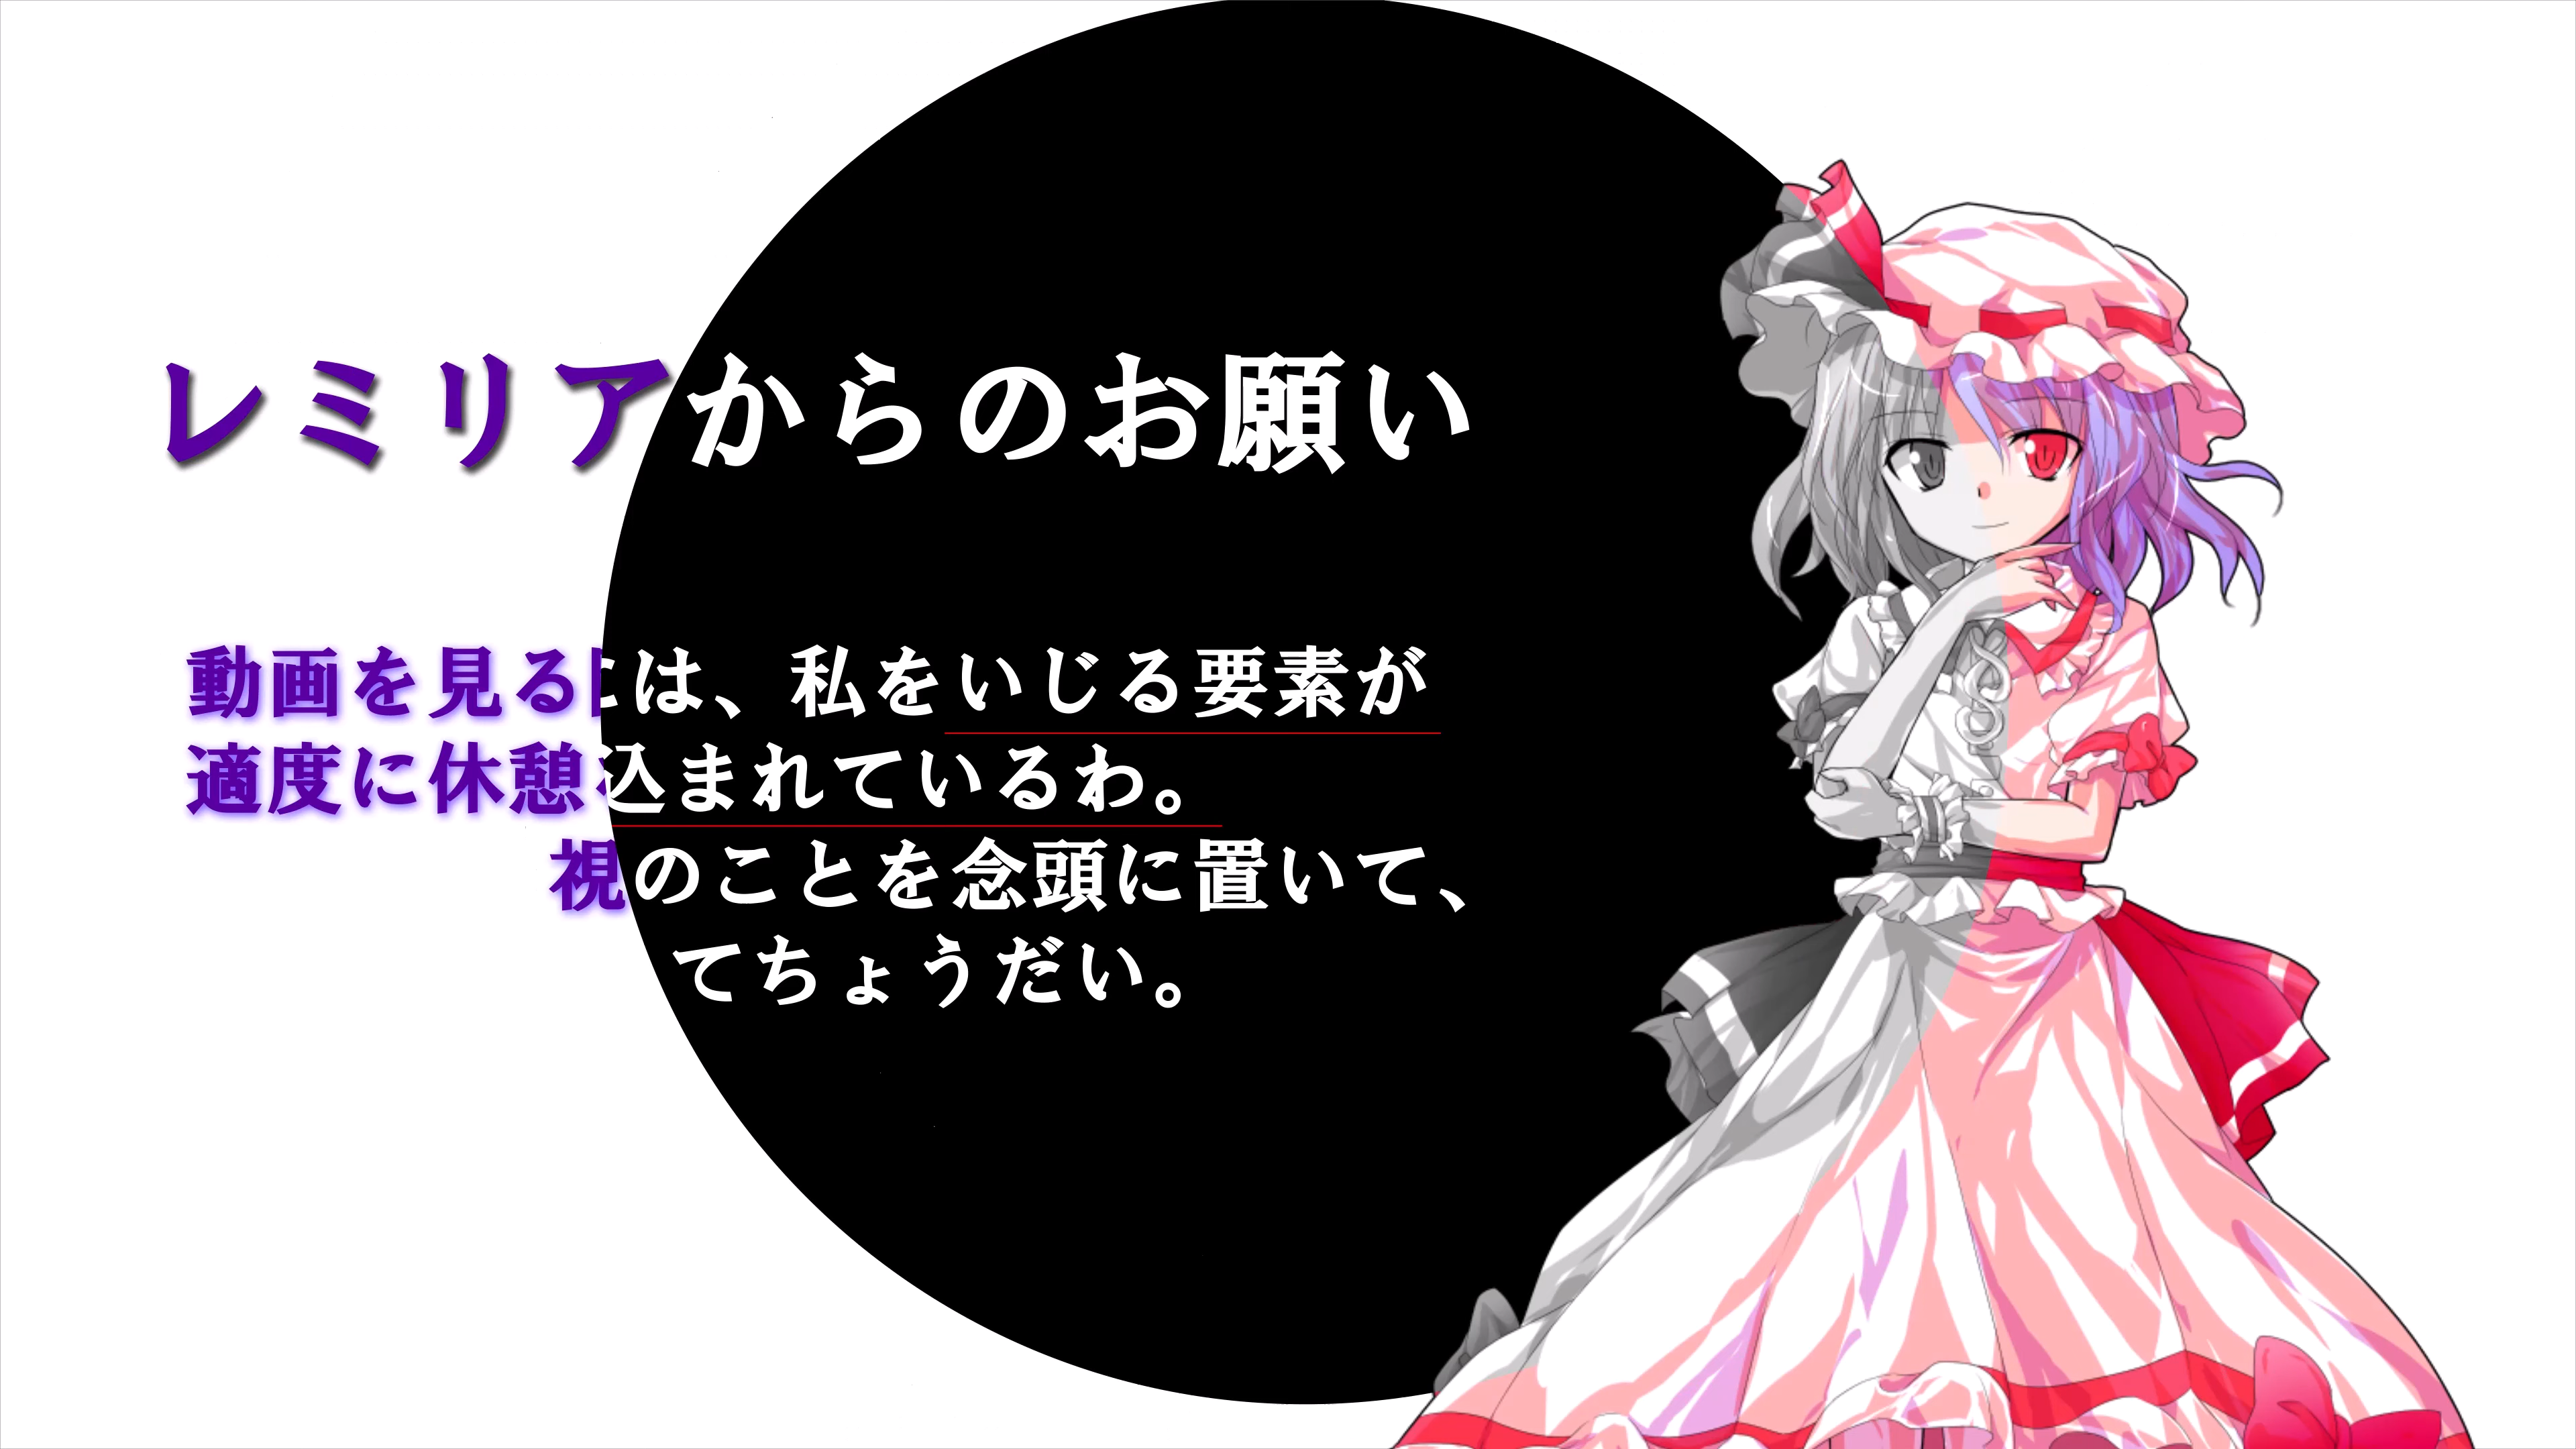 レミリアからのお願い
動画を見るには、私をいじる要素が
適度に休憩込まれているわ。
視のことを念頭に置いて、
てちょうだい。